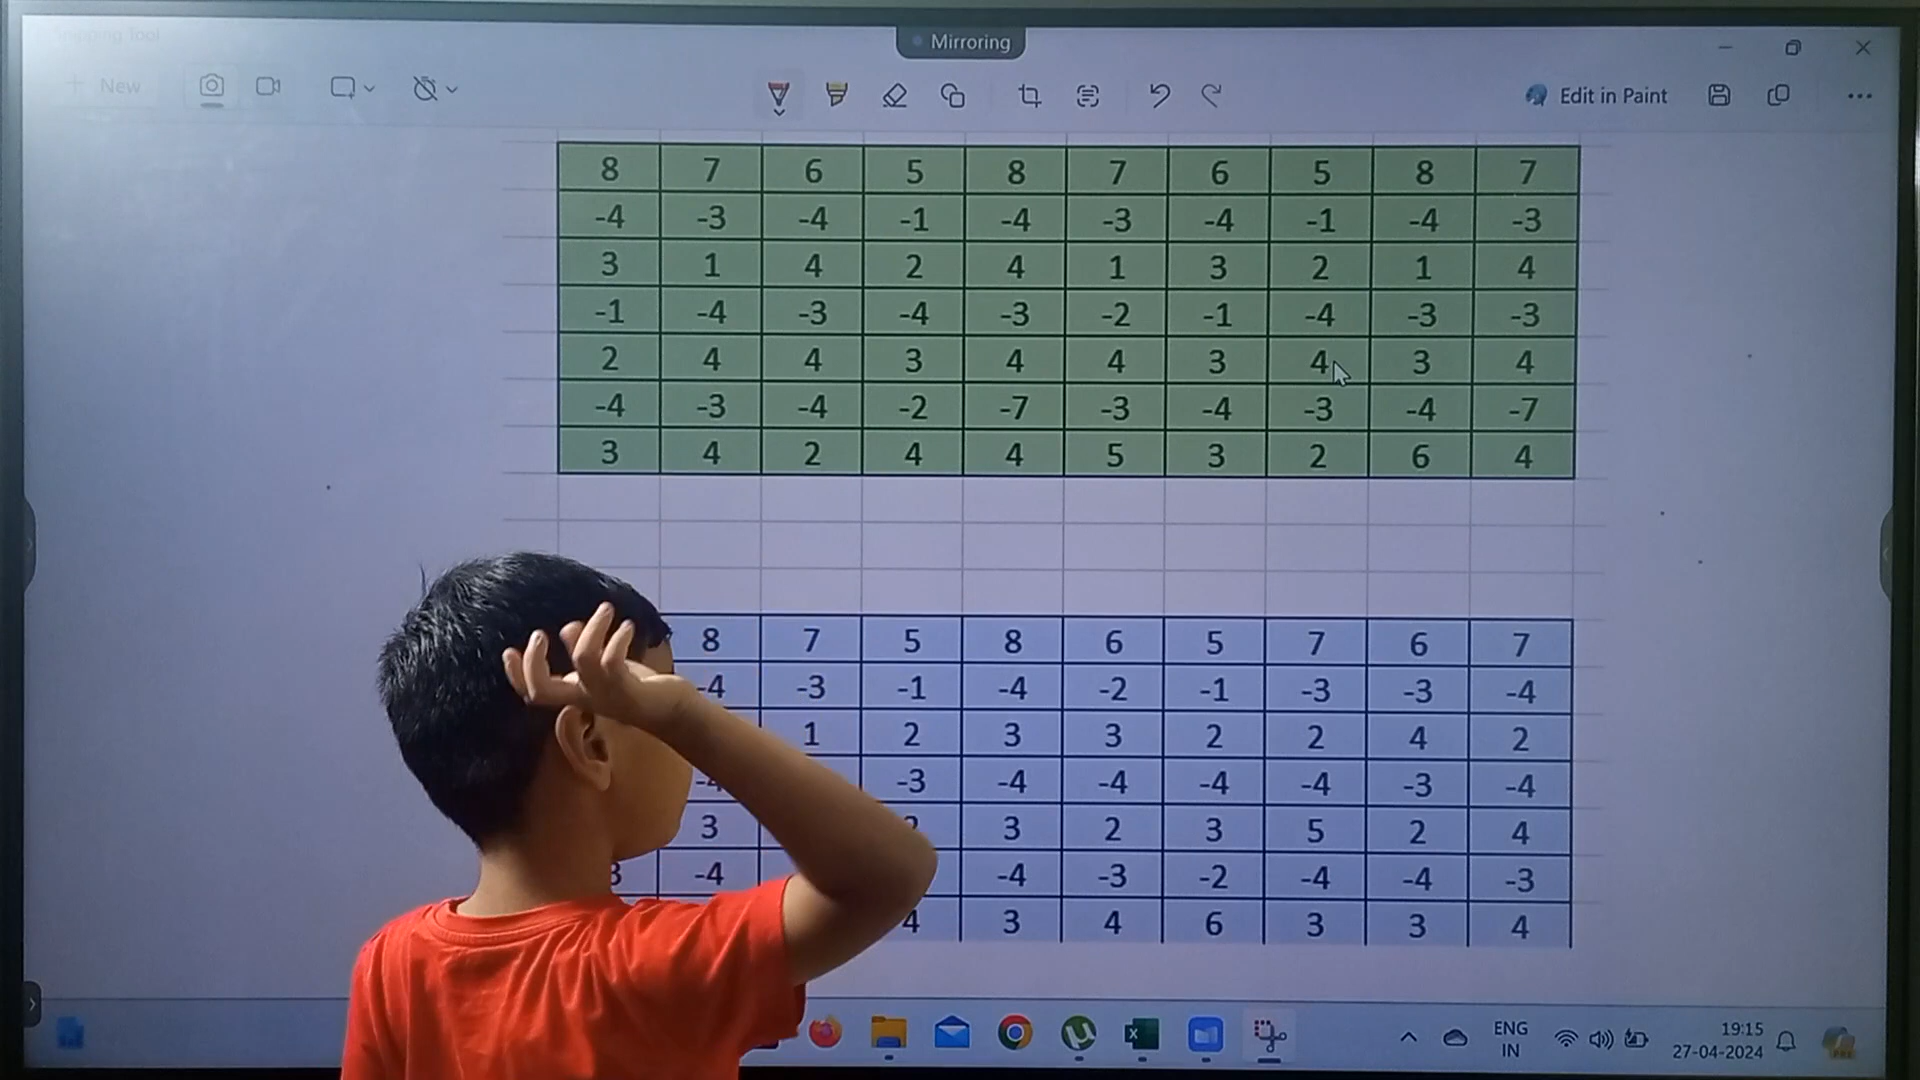 Snipping Tool
Mirroring
New
Edit in Paint
8 7 6 5 8 7 6 5 8 7
-4 -3 -4 -1 -4 -3 -4 -1 -4 -3
3 1 4 2 4 1 3 2 1 4
-1 -4 -3 -4 -3 -2 -1 -4 -3 -3
2 4 4 3 4 4 3 4 3 4
-4 -3 -4 -2 -7 -3 -4 -3 -4 -7
3 4 2 4 4 5 3 2 6 4
8 7 5 8 6 5 7 6 7
-4 -3 -1 -4 -2 -1 -3 -3 -4
1 2 3 3 2 2 4 2
-4 -3 -4 -4 -4 -4 -3 -4
3 2 3 2 3 5 2 4
3 -4 -4 -3 -2 -4 -4 -3
4 3 4 6 3 3 4
ENG
IN
19:15
27-04-2024